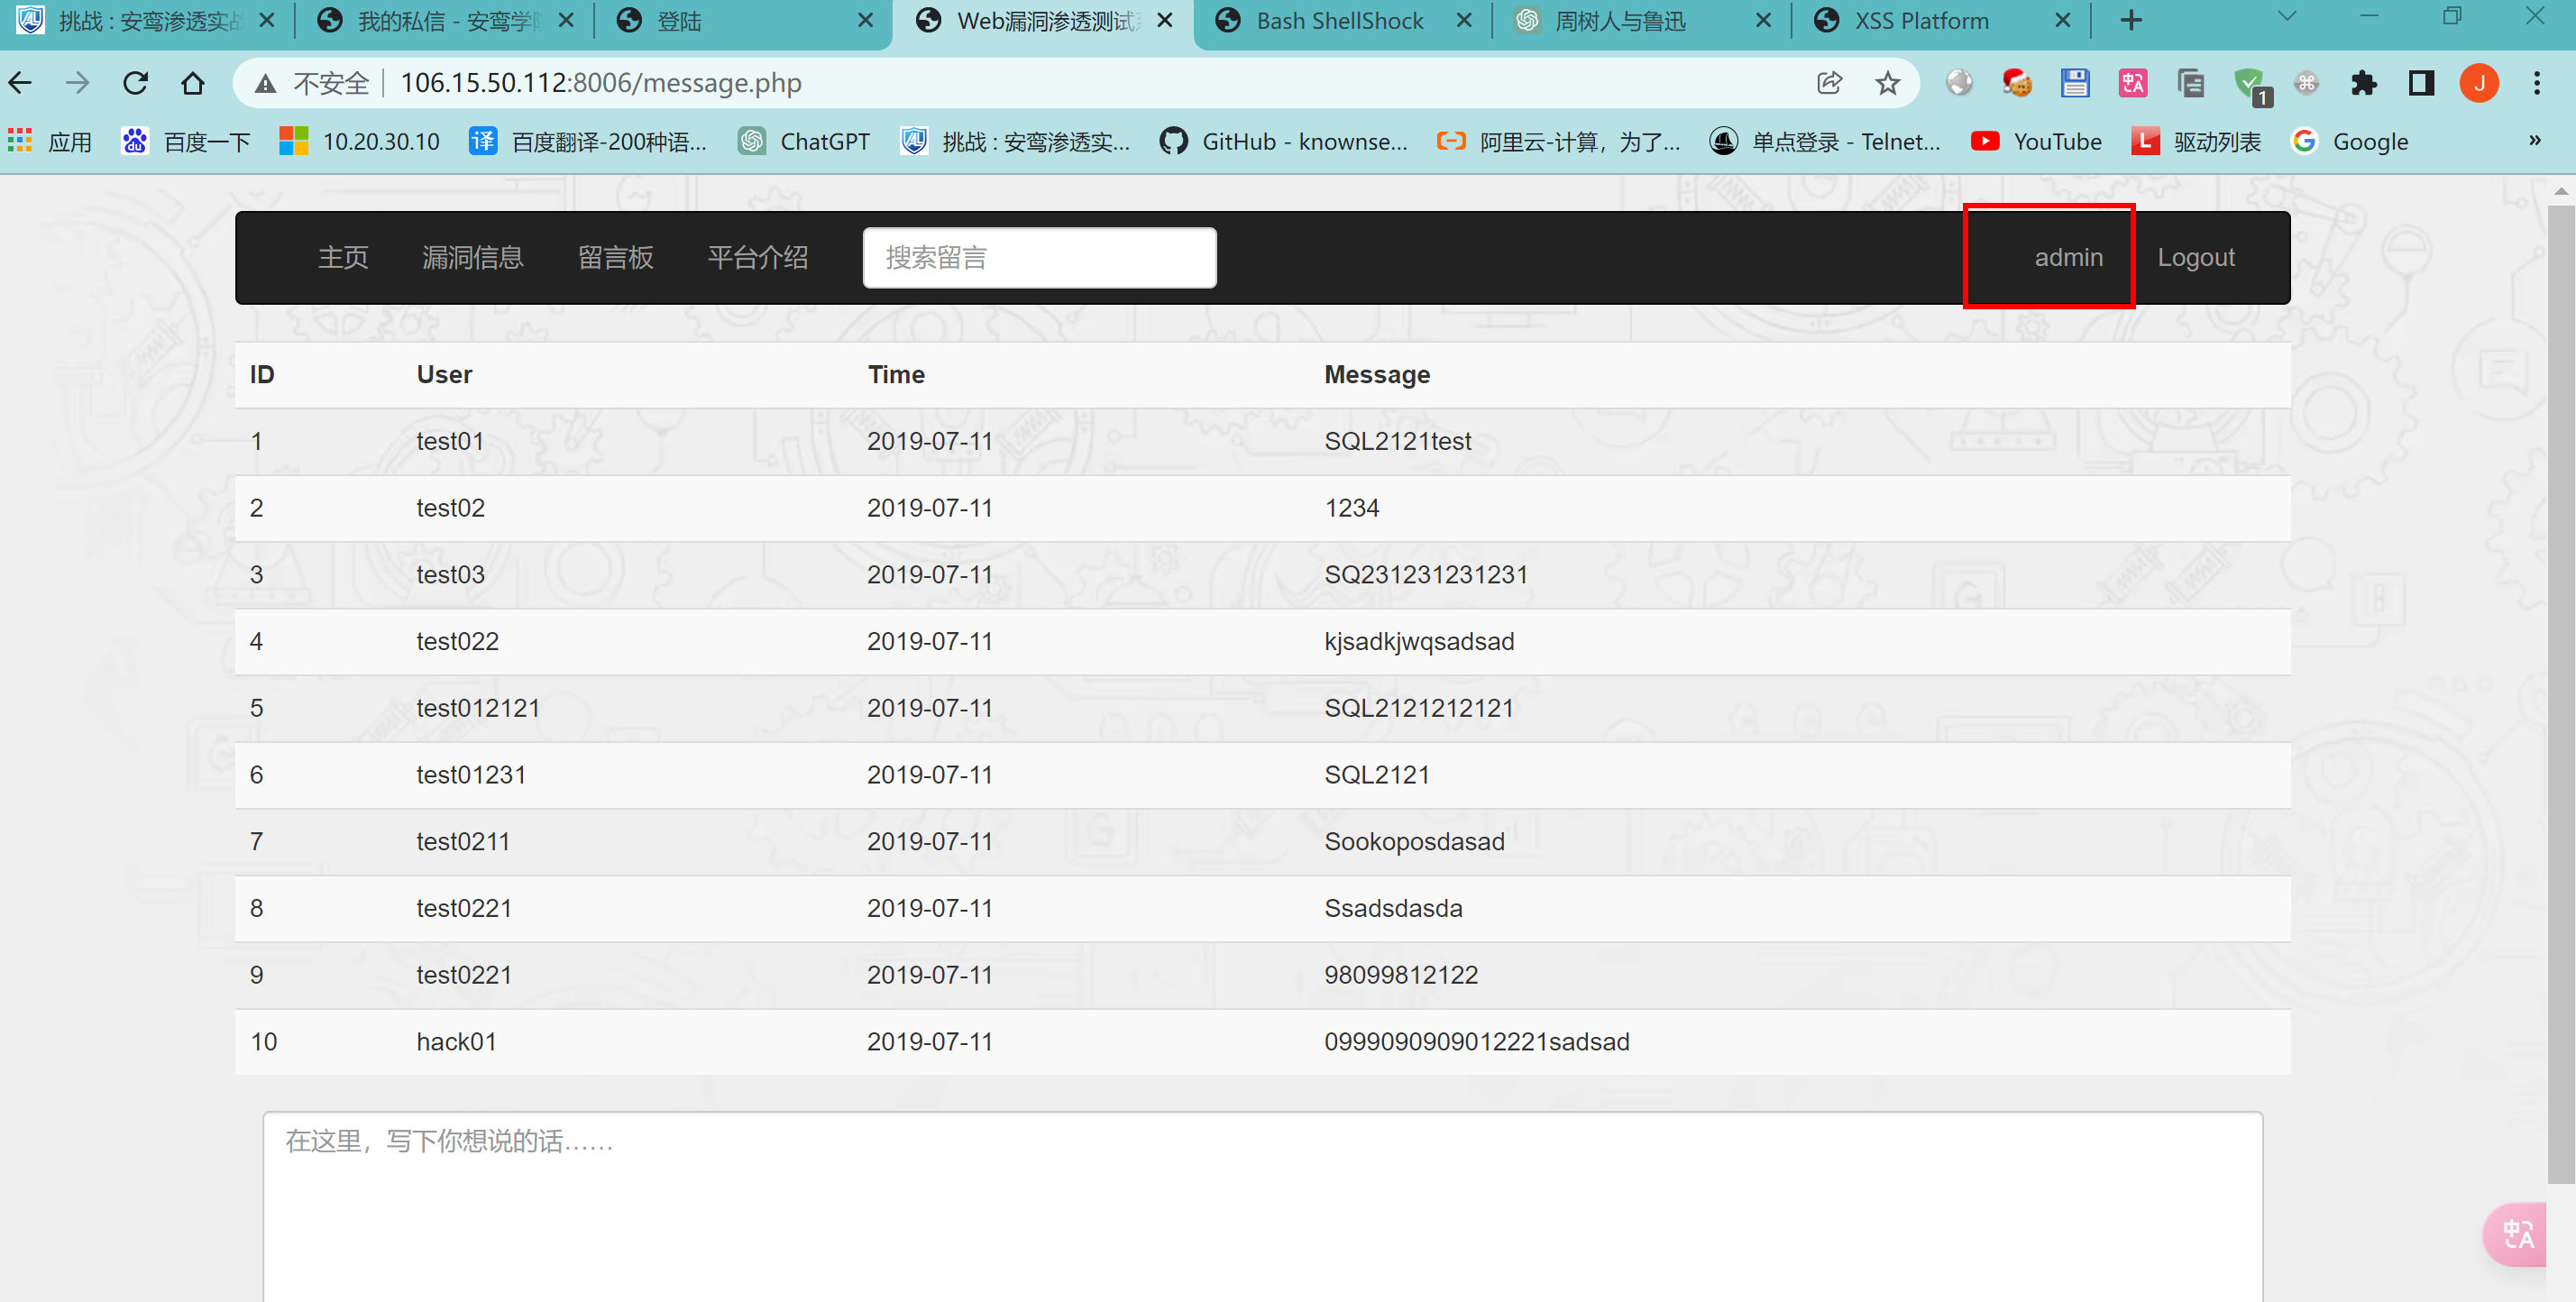 挑战 : 安鸾渗透实战
我的私信 - 安鸾学院
登陆
Web漏洞渗透测试
Bash ShellShock
周树人与鲁迅
XSS Platform
不安全 106.15.50.112:8006/message.php
1
J
应用
百度一下
10.20.30.10
译 百度翻译-200种语...
ChatGPT
挑战 : 安鸾渗透实...
GitHub - knownse...
阿里云-计算，为了...
单点登录 - Telnet...
YouTube
L 驱动列表
Google
»
主页 漏洞信息 留言板 平台介绍 搜索留言 admin Logout
ID User Time Message
1 test01 2019-07-11 SQL2121test
2 test02 2019-07-11 1234
3 test03 2019-07-11 SQ231231231231
4 test022 2019-07-11 kjsadkjwqsadsad
5 test012121 2019-07-11 SQL2121212121
6 test01231 2019-07-11 SQL2121
7 test0211 2019-07-11 Sookoposdasad
8 test0221 2019-07-11 Ssadsdasda
9 test0221 2019-07-11 98099812122
10 hack01 2019-07-11 0999090909012221sadsad
在这里，写下你想说的话……
中A